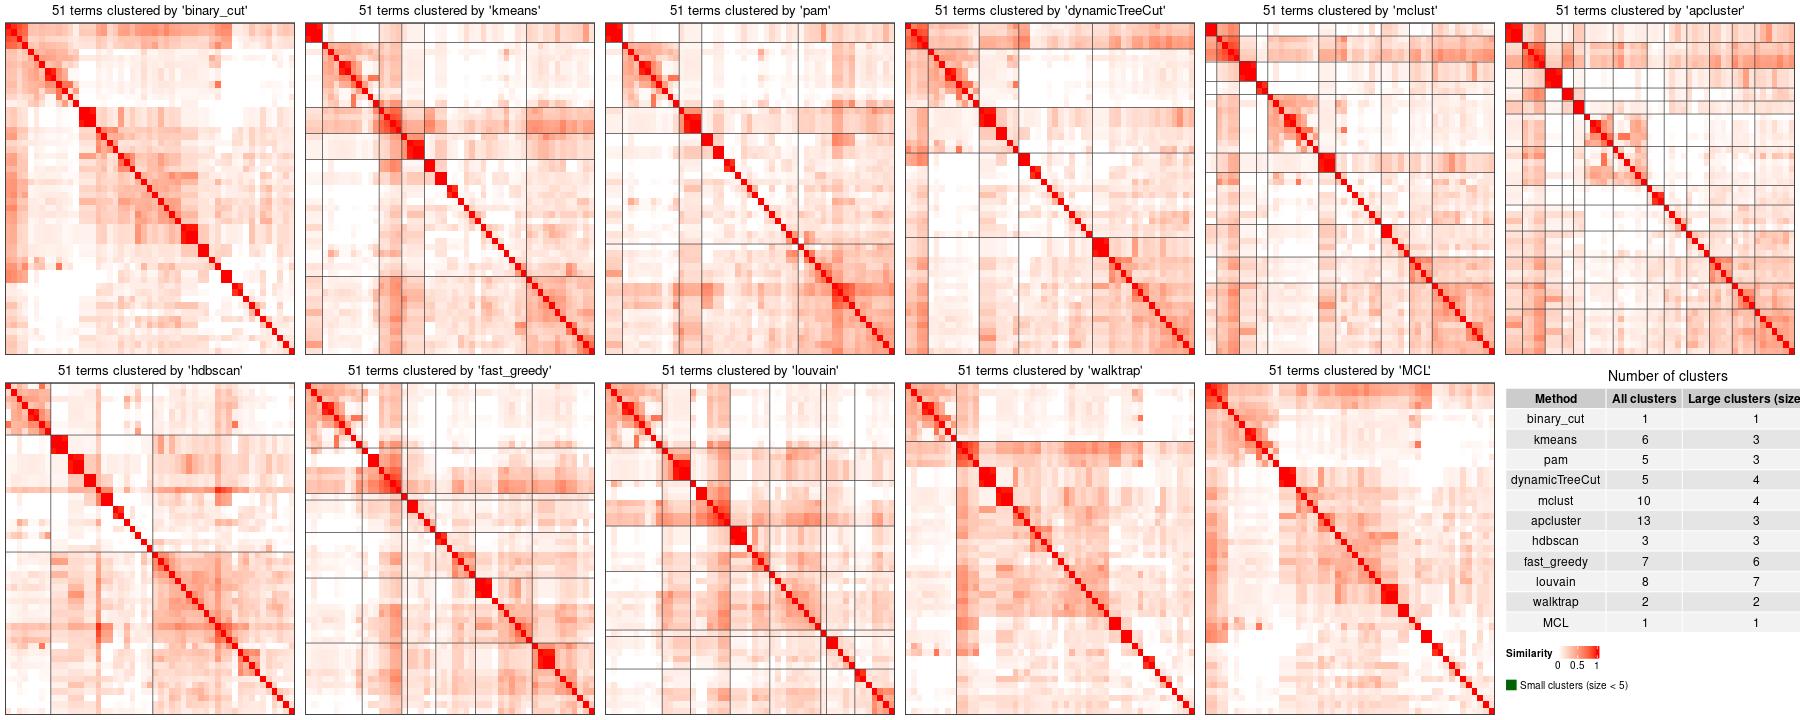 51 terms clustered by 'binary_cut'
51 terms clustered by 'kmeans'
51 terms clustered by 'pam'
51 terms clustered by 'dynamicTreeCut'
51 terms clustered by 'mclust'
51 terms clustered by 'apcluster'
51 terms clustered by 'hdbscan'
51 terms clustered by 'fast_greedy'
51 terms clustered by 'louvain'
51 terms clustered by 'walktrap'
51 terms clustered by 'MCL'
Number of clusters
Method All clusters Large clusters (size
binary_cut 1 1
kmeans 6 3
pam 5 3
dynamicTreeCut 5 4
mclust 10 4
apcluster 13 3
hdbscan 3 3
fast_greedy 7 6
louvain 8 7
walktrap 2 2
MCL 1 1
Similarity
0 0.5 1
Small clusters (size < 5)